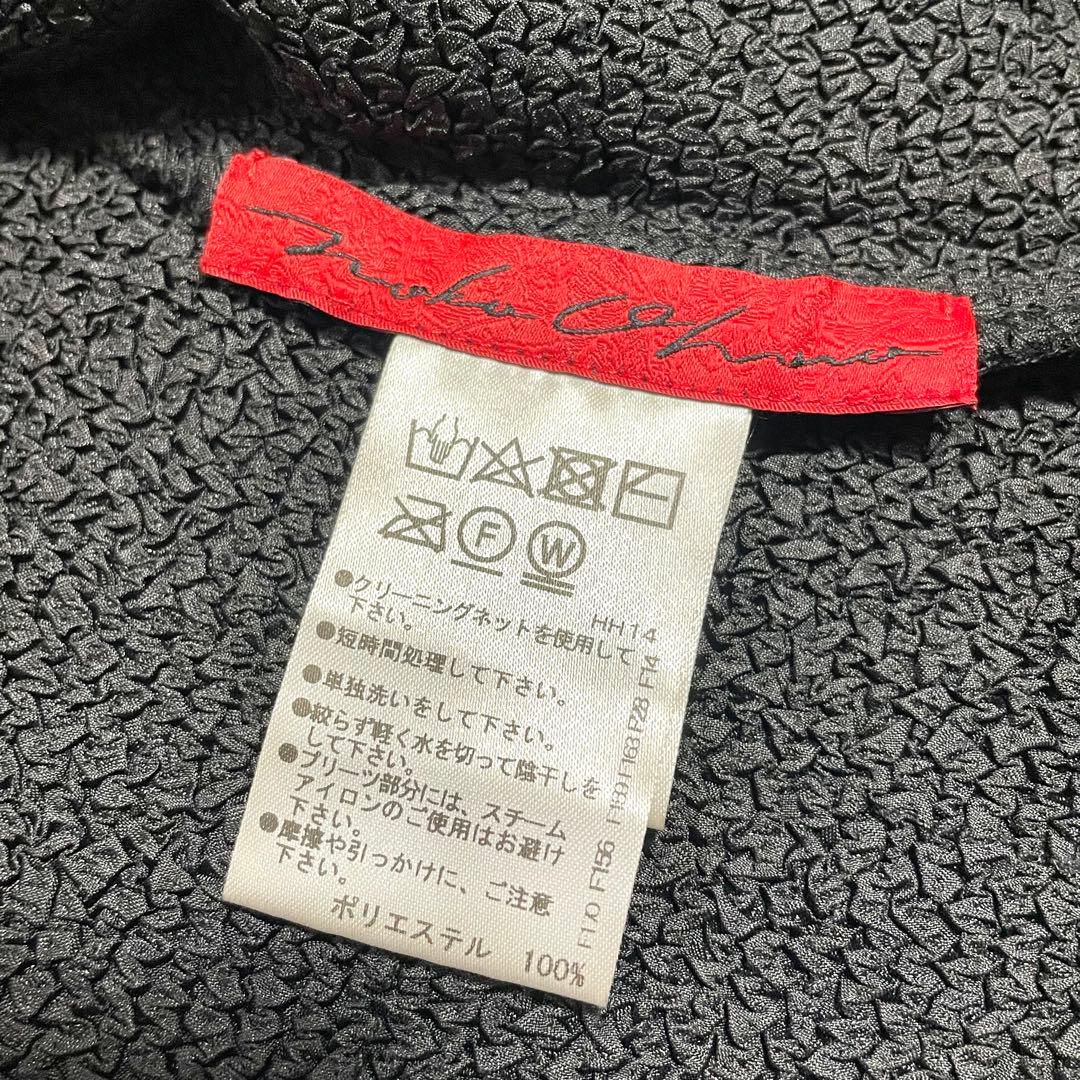 F
W
HH14
●クリーニングネットを使用して
下さい。
●短時間処理して下さい。
●単独洗いをして下さい。
●絞らず軽く水を切って陰干しを
して下さい。
●プリーツ部分には、スチーム
アイロンのご使用はお避け
下さい。
●摩擦や引っかけに、ご注意
下さい。
ポリエステル 100%
F163 F28 F14